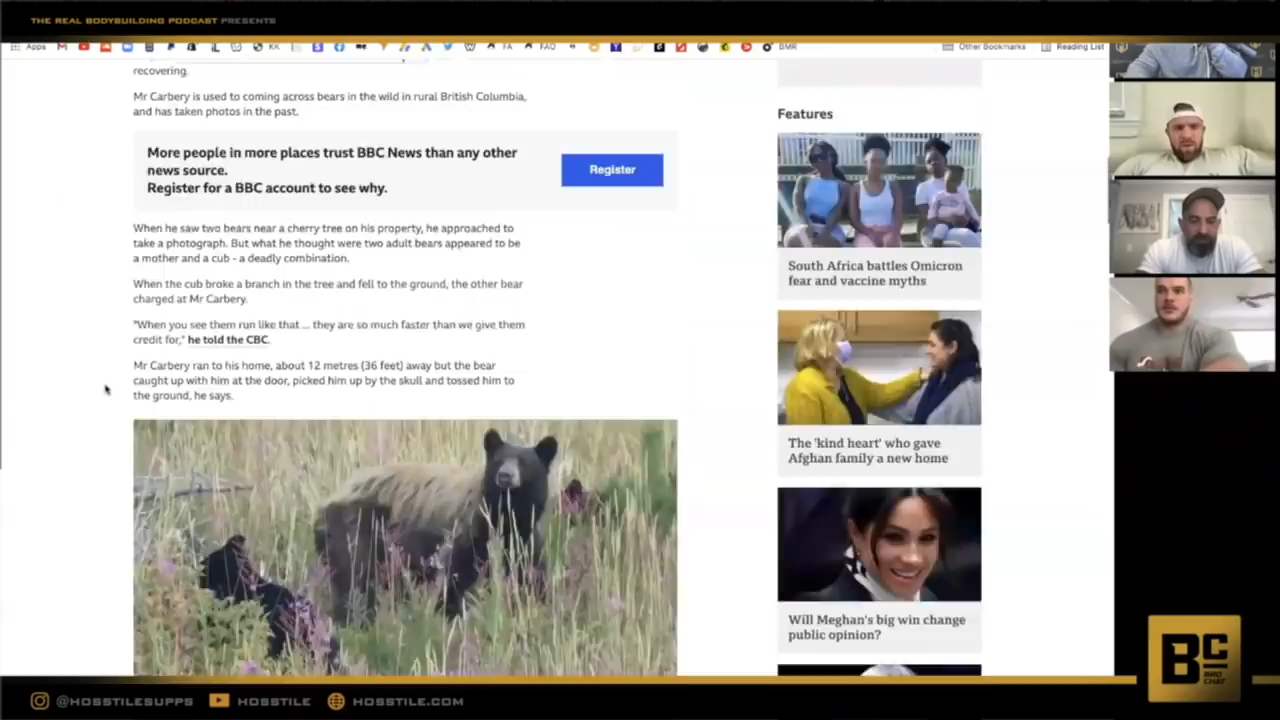 THE REAL BODYBUILDING PODCAST PRESENTS
Apps
KK
FA
FAO
BMR
Other Bookmarks
Reading List
recovering.
Mr Carbery is used to coming across bears in the wild in rural British Columbia,
and has taken photos in the past.
More people in more places trust BBC News than any other
news source.
Register for a BBC account to see why.
Register
When he saw two bears near a cherry tree on his property, he approached to
take a photograph. But what he thought were two adult bears appeared to be
a mother and a cub - a deadly combination.
When the cub broke a branch in the tree and fell to the ground, the other bear
charged at Mr Carbery.
"When you see them run like that ... they are so much faster than we give them
credit for," he told the CBC.
Mr Carbery ran to his home, about 12 metres (36 feet) away but the bear
caught up with him at the door, picked him up by the skull and tossed him to
the ground, he says.
Features
South Africa battles Omicron
fear and vaccine myths
The 'kind heart' who gave
Afghan family a new home
Will Meghan's big win change
public opinion?
BC
BRO
CHAT
@HOSSTILESUPPS
HOSSTILE
HOSSTILE.COM